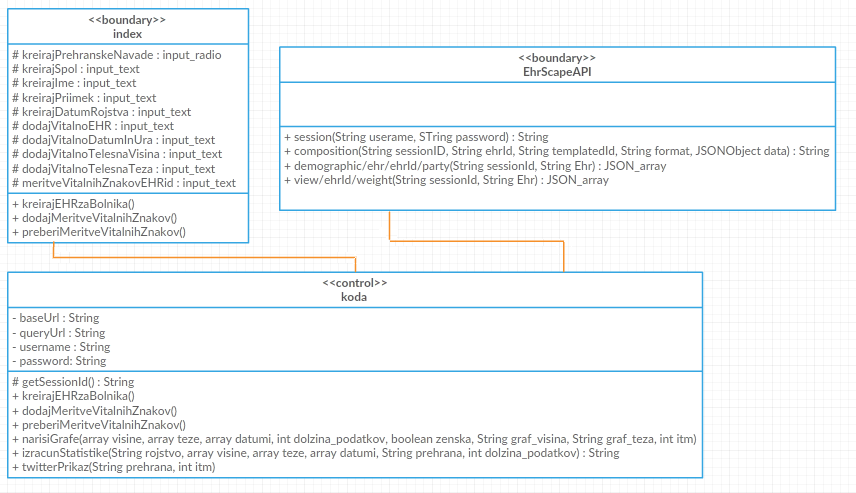 <<boundary>>
index
# kreirajPrehranskeNavade : input_radio
# kreirajSpol : input_text
# kreirajIme : input_text
# kreirajPriimek : input_text
# kreirajDatumRojstva : input_text
# dodajVitalnoEHR : input_text
# dodajVitalnoDatumInUra : input_text
# dodajVitalnoTelesnaVisina : input_text
# dodajVitalnoTelesnaTeza : input_text
# meritveVitalnihZnakovEHRid : input_text
+ kreirajEHRzaBolnika()
+ dodajMeritveVitalnihZnakov()
+ preberiMeritveVitalnihZnakov()
<<boundary>>
EhrScapeAPI
+ session(String userame, STring password) : String
+ composition(String sessionID, String ehrId, String templatedId, String format, JSONObject data) : String
+ demographic/ehr/ehrId/party(String sessionId, String Ehr) : JSON_array
+ view/ehrId/weight(String sessionId, String Ehr) : JSON_array
<<control>>
koda
- baseUrl : String
- queryUrl : String
- username : String
- password: String
# getSessionId() : String
+ kreirajEHRzaBolnika()
+ dodajMeritveVitalnihZnakov()
+ preberiMeritveVitalnihZnakov()
+ narisiGrafe(array visine, array teze, array datumi, int dolzina_podatkov, boolean zenska, String graf_visina, String graf_teza, int itm)
+ izracunStatistike(String rojstvo, array visine, array teze, array datumi, String prehrana, int dolzina_podatkov) : String
+ twitterPrikaz(String prehrana, int itm)